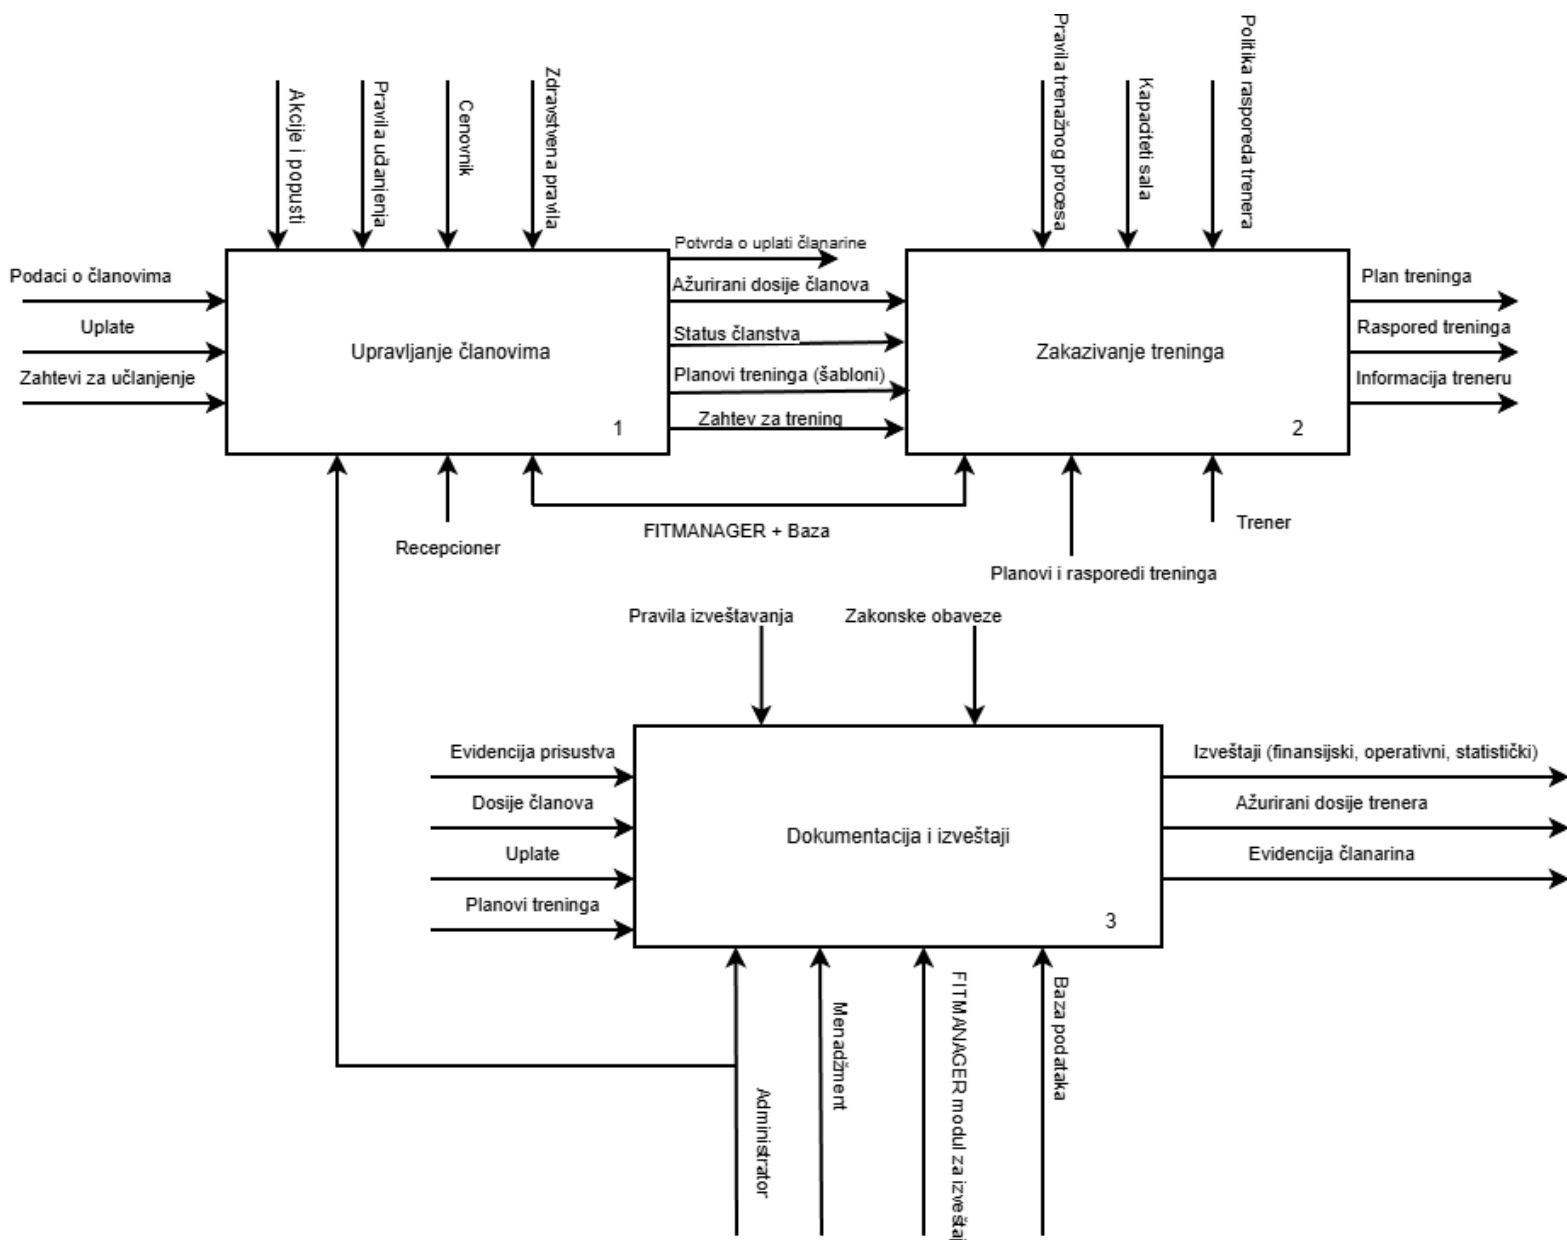 Akcije i popusti
Pravila učlanjenja
Cenovnik
Zdravstvena pravila
Pravila trenažnog procesa
Kapaciteti sala
Politika rasporeda trenera
Podaci o članovima
Uplate
Zahtevi za učlanjenje
Upravljanje članovima
1
Potvrda o uplati članarine
Ažurirani dosije članova
Status članstva
Planovi treninga (šabloni)
Zahtev za trening
Zakazivanje treninga
2
Plan treninga
Raspored treninga
Informacija treneru
Recepcioner
FITMANAGER + Baza
Planovi i rasporedi treninga
Trener
Pravila izveštavanja
Zakonske obaveze
Evidencija prisustva
Dosije članova
Uplate
Planovi treninga
Dokumentacija i izveštaji
3
Izveštaji (finansijski, operativni, statistički)
Ažurirani dosije trenera
Evidencija članarina
Administrator
Menadžment
FITMANAGER modul za izveštaj
Baza podataka